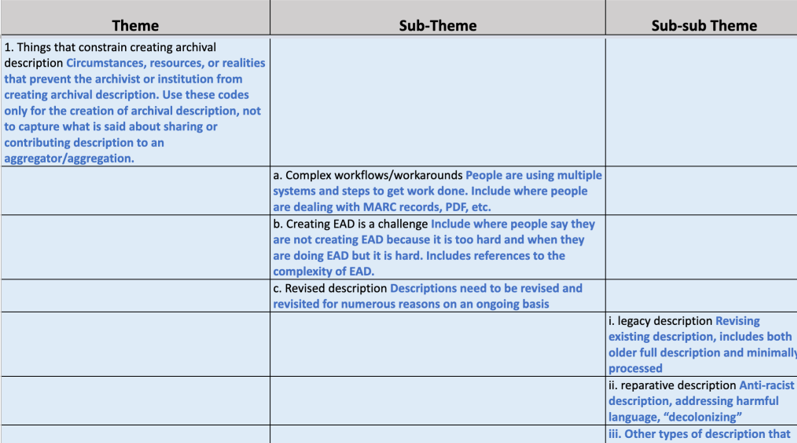 Theme
Sub-Theme
Sub-sub Theme
1. Things that constrain creating archival
description Circumstances, resources, or realities
that prevent the archivist or institution from
creating archival description. Use these codes
only for the creation of archival description, not
to capture what is said about sharing or
contributing description to an
aggregator/aggregation.
a. Complex workflows/workarounds People are using multiple
systems and steps to get work done. Include where people
are dealing with MARC records, PDF, etc.
b. Creating EAD is a challenge Include where people say they
are not creating EAD because it is too hard and when they
are doing EAD but it is hard. Includes references to the
complexity of EAD.
c. Revised description Descriptions need to be revised and
revisited for numerous reasons on an ongoing basis
i. legacy description Revising
existing description, includes both
older full description and minimally
processed
ii. reparative description Anti-racist
description, addressing harmful
language, “decolonizing”
iii. Other types of description that